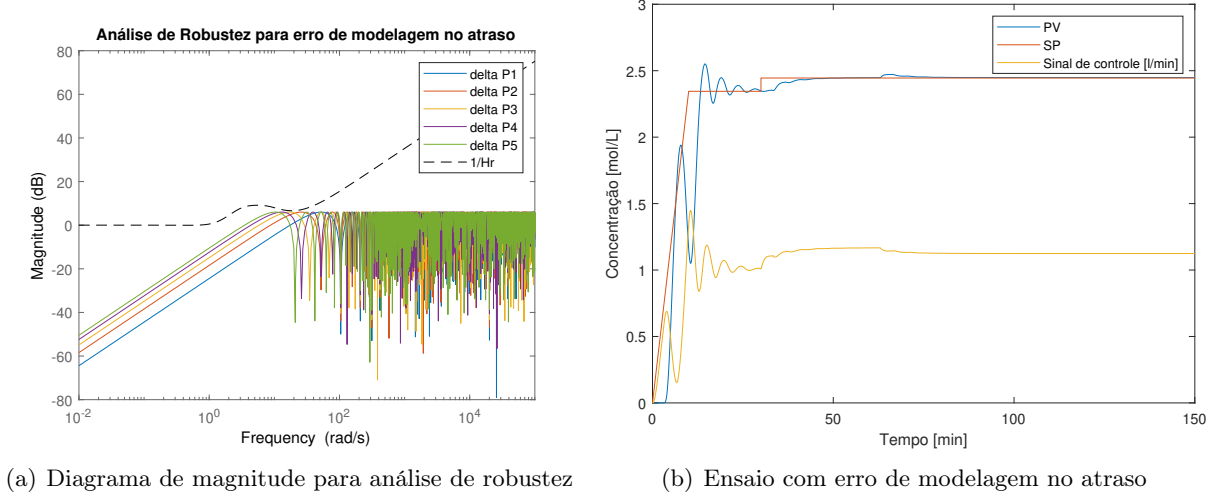 Análise de Robustez para erro de modelagem no atraso
Magnitude (dB)
80
60
40
20
0
-20
-40
-60
-80
delta P1
delta P2
delta P3
delta P4
delta P5
1/Hr
10^-2
10^0
10^2
10^4
Frequency (rad/s)
(a) Diagrama de magnitude para análise de robustez
Concentração [mol/L]
3
2.5
2
1.5
1
0.5
0
PV
SP
Sinal de controle [l/min]
0
50
100
150
Tempo [min]
(b) Ensaio com erro de modelagem no atraso